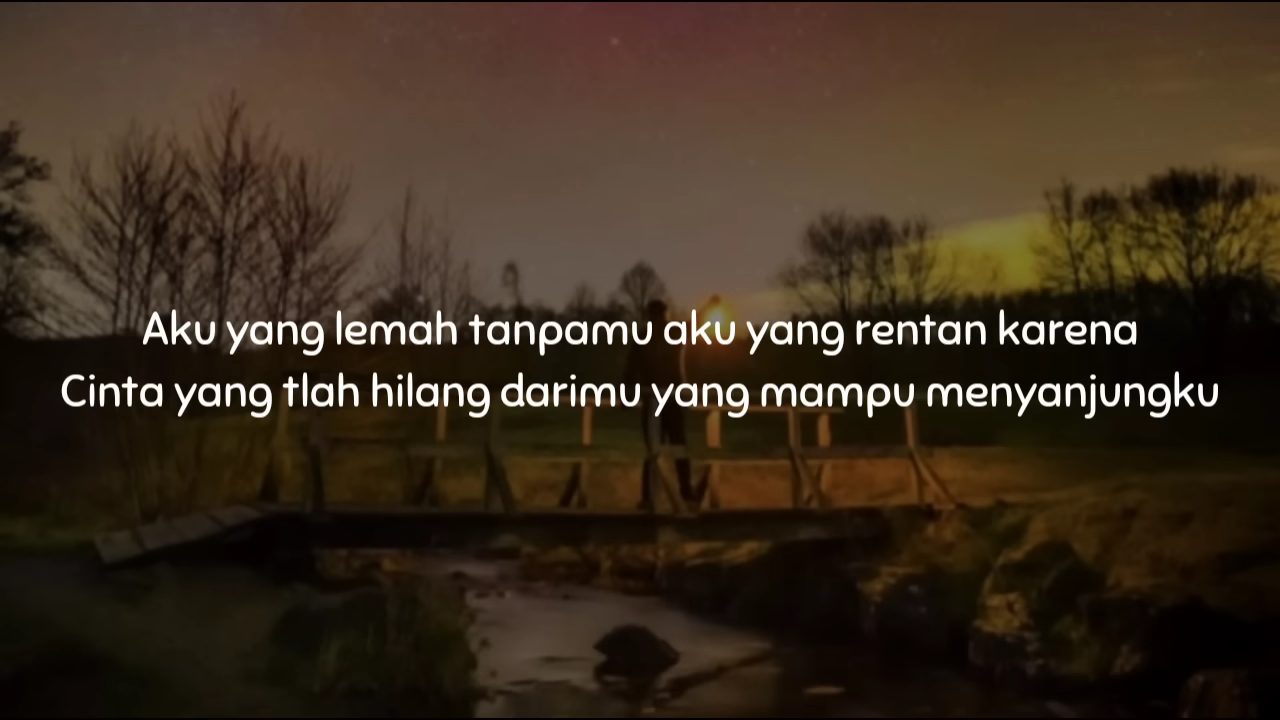 Aku yang lemah tanpamu aku yang rentan karena
Cinta yang tlah hilang darimu yang mampu menyanjungku